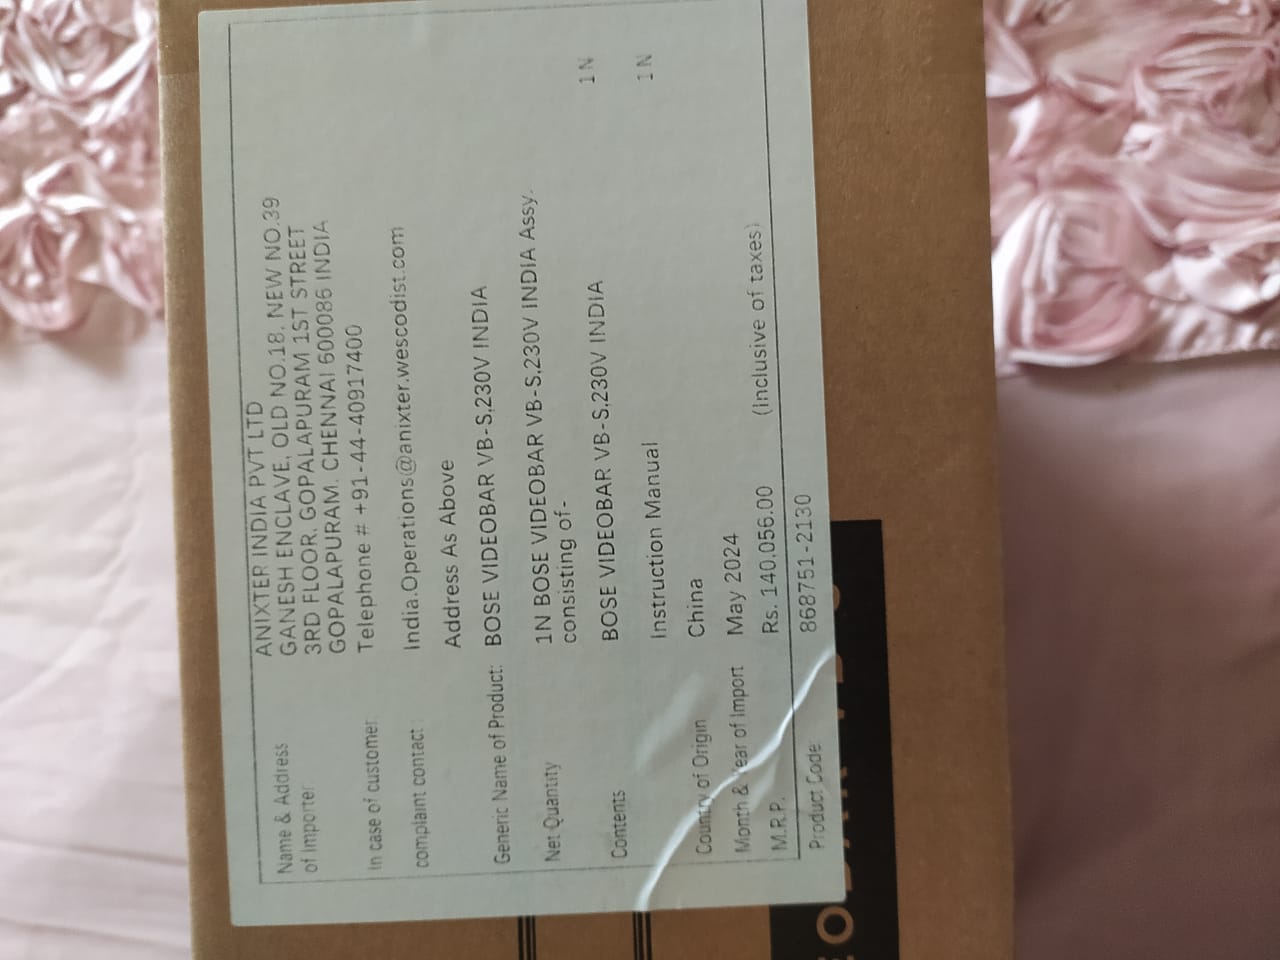 Name & Address of Importer
ANIXTER INDIA PVT LTD
GANESH ENCLAVE, OLD NO.18, NEW NO.39
3RD FLOOR, GOPALAPURAM 1ST STREET
GOPALAPURAM, CHENNAI 600086 INDIA
In case of customer Telephone # +91-44-40917400
complaint contact : India.Operations@anixter.wescodist.com
Address As Above
Generic Name of Product: BOSE VIDEOBAR VB-S,230V INDIA
Net Quantity 1N BOSE VIDEOBAR VB-S,230V INDIA Assy.
consisting of-
Contents BOSE VIDEOBAR VB-S,230V INDIA 1 N
Instruction Manual 1 N
Country of Origin China
Month & Year of Import May 2024
M.R.P. Rs. 140,056.00 (Inclusive of taxes)
Product Code 868751-2130